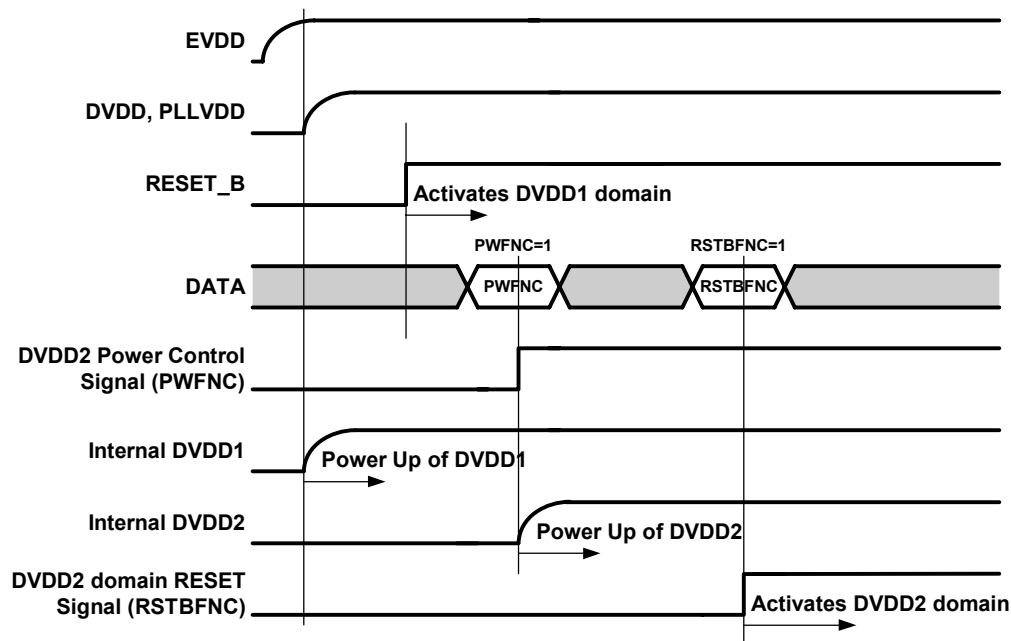 EVDD
DVDD, PLLVDD
RESET_B
Activates DVDD1 domain
PWFNC=1
RSTBFNC=1
DATA
PWFNC
RSTBFNC
DVDD2 Power Control
Signal (PWFNC)
Internal DVDD1
Power Up of DVDD1
Internal DVDD2
Power Up of DVDD2
DVDD2 domain RESET
Signal (RSTBFNC)
Activates DVDD2 domain